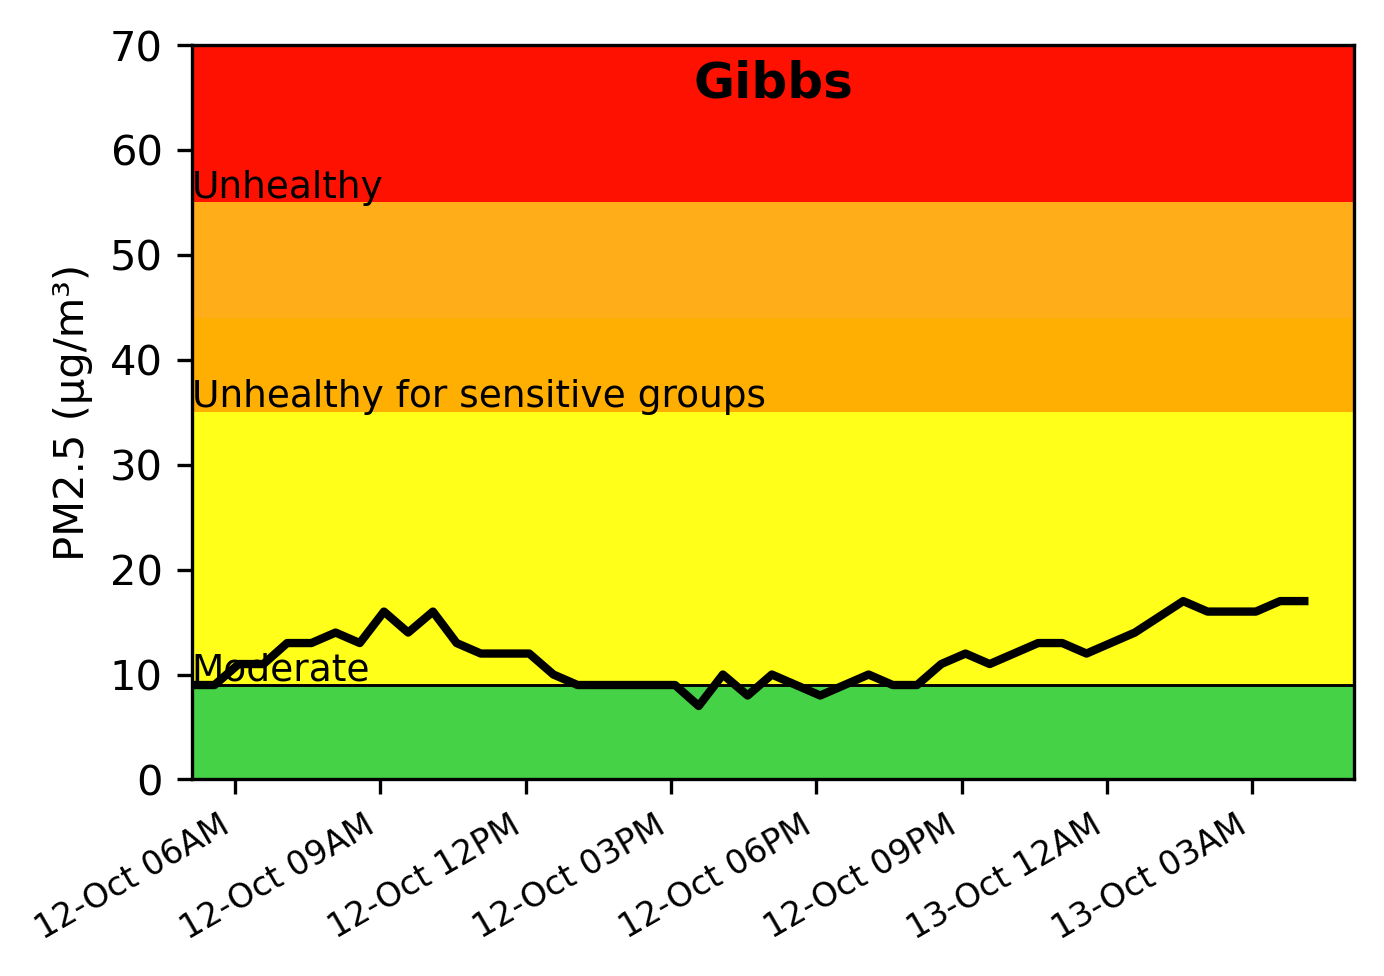 Gibbs
PM2.5 (µg/m³)
70
60
50
40
30
20
10
0
Unhealthy
Unhealthy for sensitive groups
Moderate
12-Oct 06AM
12-Oct 09AM
12-Oct 12PM
12-Oct 03PM
12-Oct 06PM
12-Oct 09PM
13-Oct 12AM
13-Oct 03AM